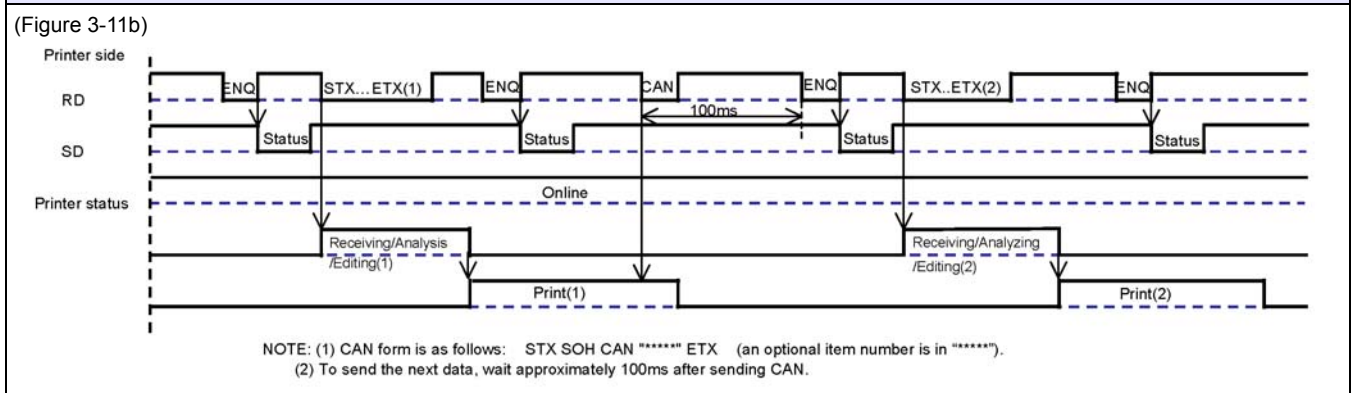 (Figure 3-11b)
Printer side
RD
ENQ
STX...ETX(1)
ENQ
CAN
ENQ
STX..ETX(2)
ENQ
100ms
SD
Status
Status
Status
Status
Printer status
Online
Receiving/Analysis
/Editing(1)
Receiving/Analyzing
/Editing(2)
Print(1)
Print(2)
NOTE: (1) CAN form is as follows: STX SOH CAN "*****" ETX (an optional item number is in "*****").
(2) To send the next data, wait approximately 100ms after sending CAN.